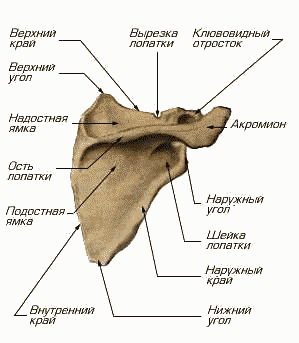 Верхний
край
Вырезка
лопатки
Клювовидный
отросток
Верхний
угол
Надостная
ямка
Акромион
Ость
лопатки
Подостная
ямка
Наружный
угол
Шейка
лопатки
Наружный
край
Внутренний
край
Нижний
угол